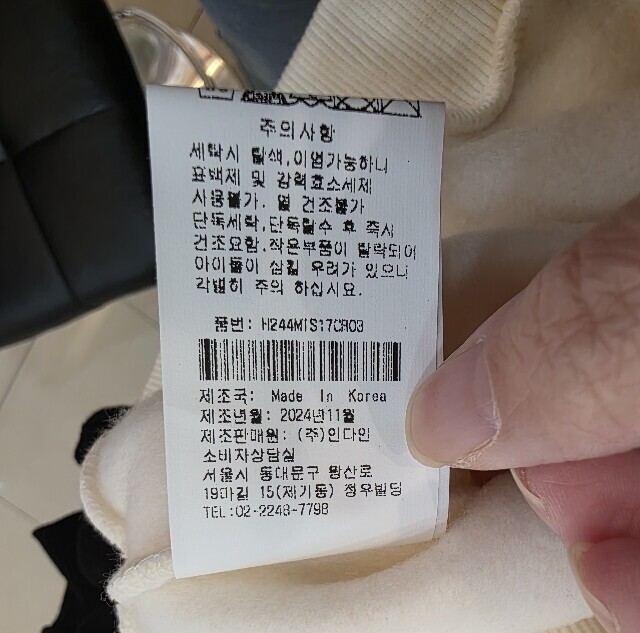 주의사항
세탁시 탈색,이염가능하니
표백제 및 강력효소세제
사용불가. 열 건조불가
단독세탁,단독탈수 후 즉시
건조요함.작은부품이 탈락되어
아이들이 삼킬 우려가 있으니
각별히 주의 하십시요.
품번: H244MTS17CR03
제조국: Made In Korea
제조년월: 2024년11월
제조판매원: (주)인다인
소비자상담실
서울시 동대문구 왕산로
19마길 15(제기동) 정우빌딩
TEL:02-2248-7798